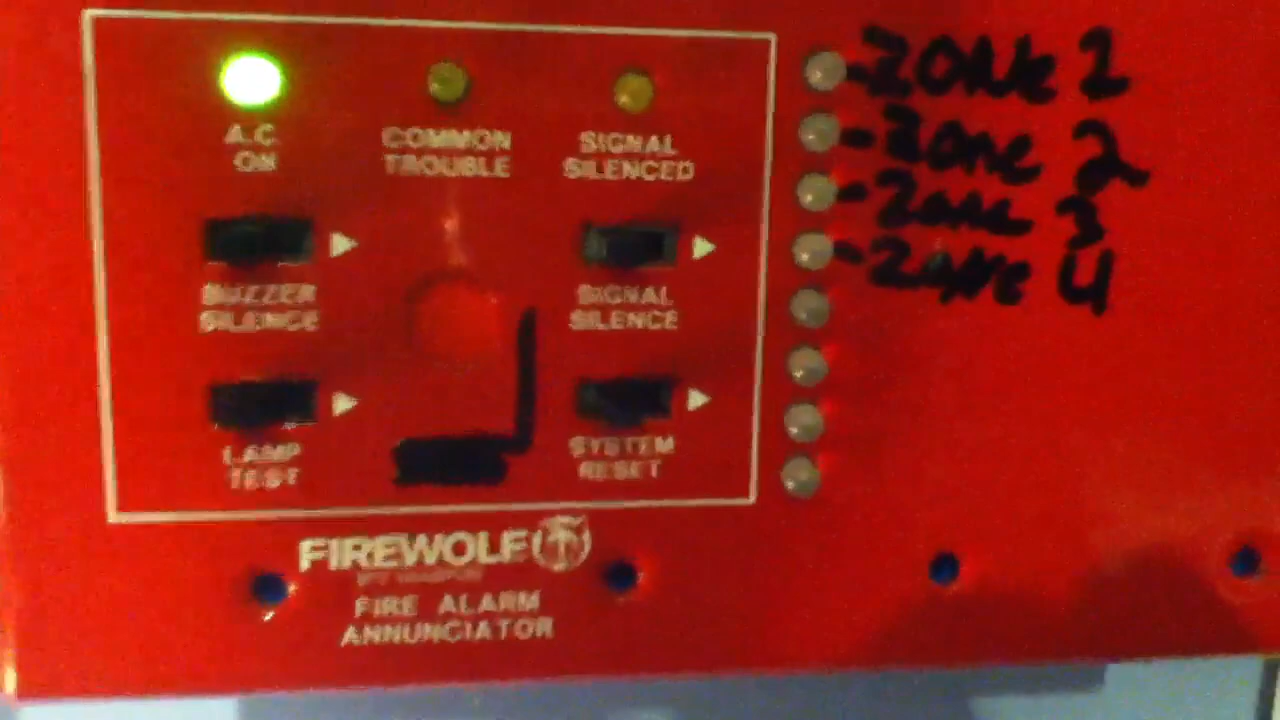 A.C.
ON
COMMON
TROUBLE
SIGNAL
SILENCED
BUZZER
SILENCE
SIGNAL
SILENCE
LAMP
TEST
SYSTEM
RESET
FIREWOLF
FIRE ALARM
ANNUNCIATOR
ZONE 1
ZONE 2
ZONE 3
ZONE 4